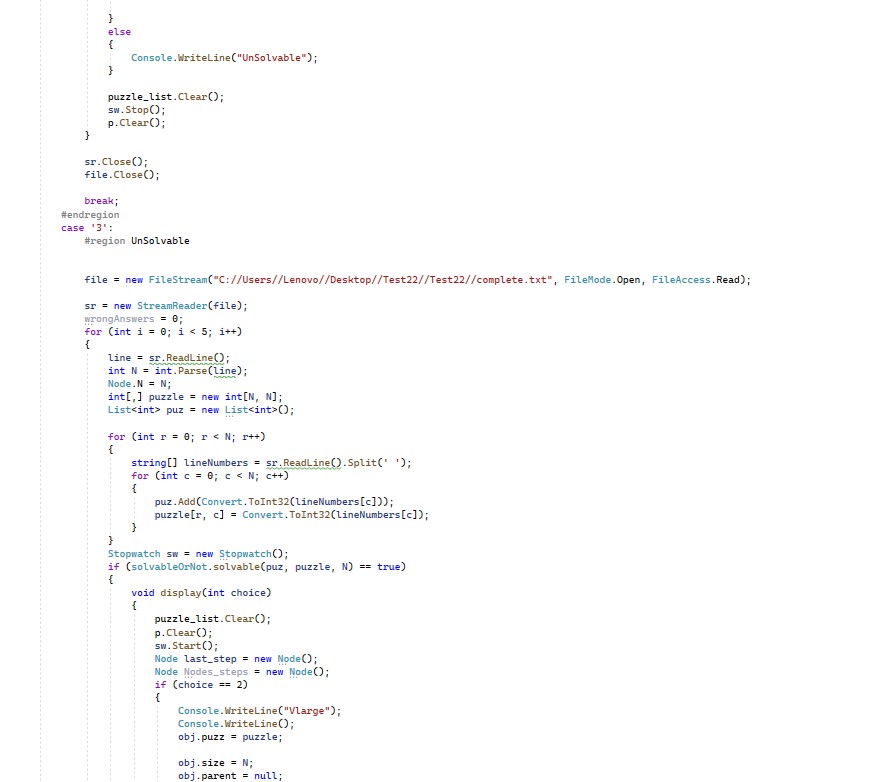 }
else
{
Console.WriteLine("UnSolvable");
}
puzzle_list.Clear();
sw.Stop();
p.Clear();
}
sr.Close();
file.Close();
break;
#endregion
case '3':
#region UnSolvable
file = new FileStream("C://Users//Lenovo//Desktop//Test22//Test22//complete.txt", FileMode.Open, FileAccess.Read);
sr = new StreamReader(file);
wrongAnswers = 0;
for (int i = 0; i < 5; i++)
{
line = sr.ReadLine();
int N = int.Parse(line);
Node.N = N;
int[,] puzzle = new int[N, N];
List<int> puz = new List<int>();
for (int r = 0; r < N; r++)
{
string[] lineNumbers = sr.ReadLine().Split(' ');
for (int c = 0; c < N; c++)
{
puz.Add(Convert.ToInt32(lineNumbers[c]));
puzzle[r, c] = Convert.ToInt32(lineNumbers[c]);
}
}
Stopwatch sw = new Stopwatch();
if (solvableOrNot.solvable(puz, puzzle, N) == true)
{
void display(int choice)
{
puzzle_list.Clear();
p.Clear();
sw.Start();
Node last_step = new Node();
Node Nodes_steps = new Node();
if (choice == 2)
{
Console.WriteLine("Vlarge");
Console.WriteLine();
obj.puzz = puzzle;
obj.size = N;
obj.parent = null;